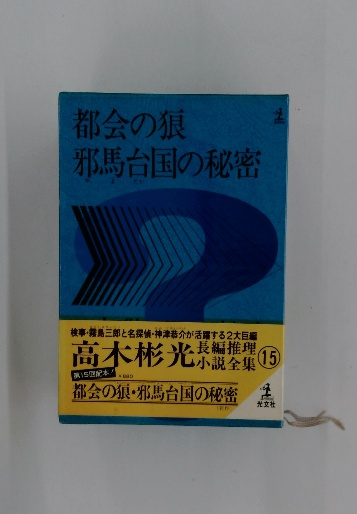 都会の狼
邪馬台国の秘密
検事・霧島三郎と名探偵・神津恭介が活躍する2大巨編
高木彬光長編推理小説全集⑮
第15回配本!
都会の狼・邪馬台国の秘密
光文社